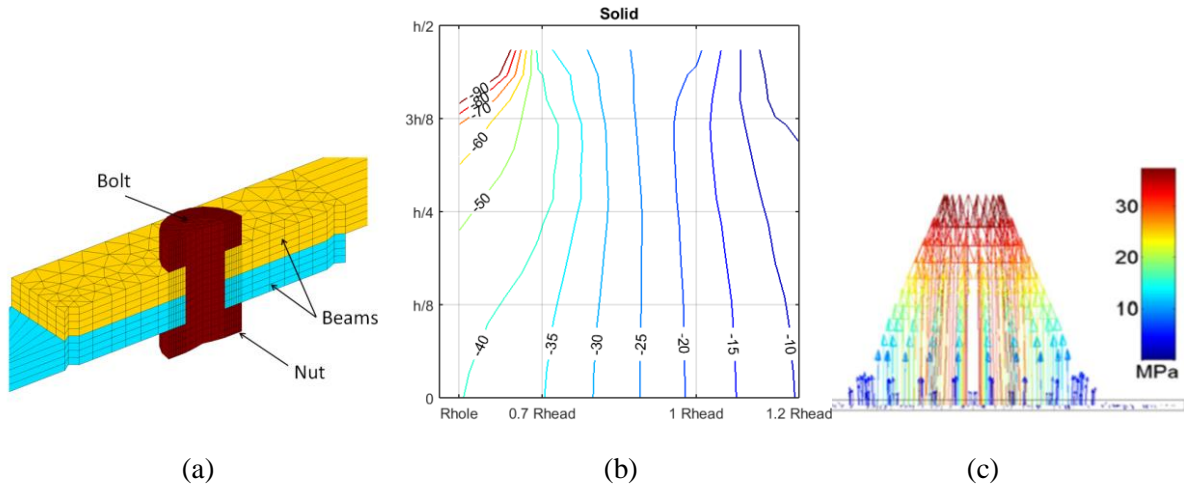 Bolt
Beams
Nut
(a)
Solid
h/2
3h/8
h/4
h/8
0
-90
-80
-70
-60
-50
-40
-35
-30
-25
-20
-15
-10
Rhole
0.7 Rhead
1 Rhead
1.2 Rhead
(b)
30
20
10
MPa
(c)